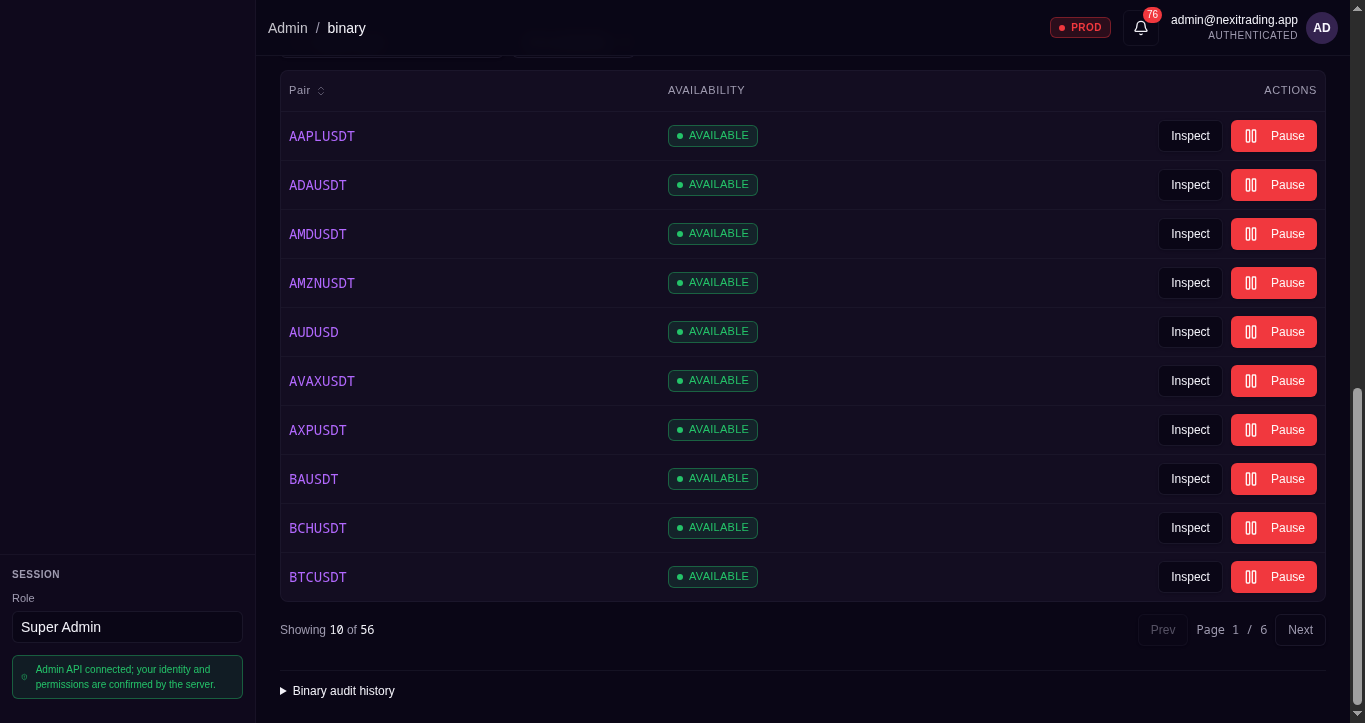 Admin / binary
PROD
76
admin@nexitrading.app
AUTHENTICATED
AD
Pair AVAILABILITY ACTIONS
AAPLUSDT AVAILABLE Inspect Pause
ADAUSDT AVAILABLE Inspect Pause
AMDUSDT AVAILABLE Inspect Pause
AMZNUSDT AVAILABLE Inspect Pause
AUDUSD AVAILABLE Inspect Pause
AVAXUSDT AVAILABLE Inspect Pause
AXPUSDT AVAILABLE Inspect Pause
BAUSDT AVAILABLE Inspect Pause
BCHUSDT AVAILABLE Inspect Pause
BTCUSDT AVAILABLE Inspect Pause
Showing 10 of 56
Prev Page 1 / 6 Next
Binary audit history
SESSION
Role
Super Admin
Admin API connected; your identity and
permissions are confirmed by the server.